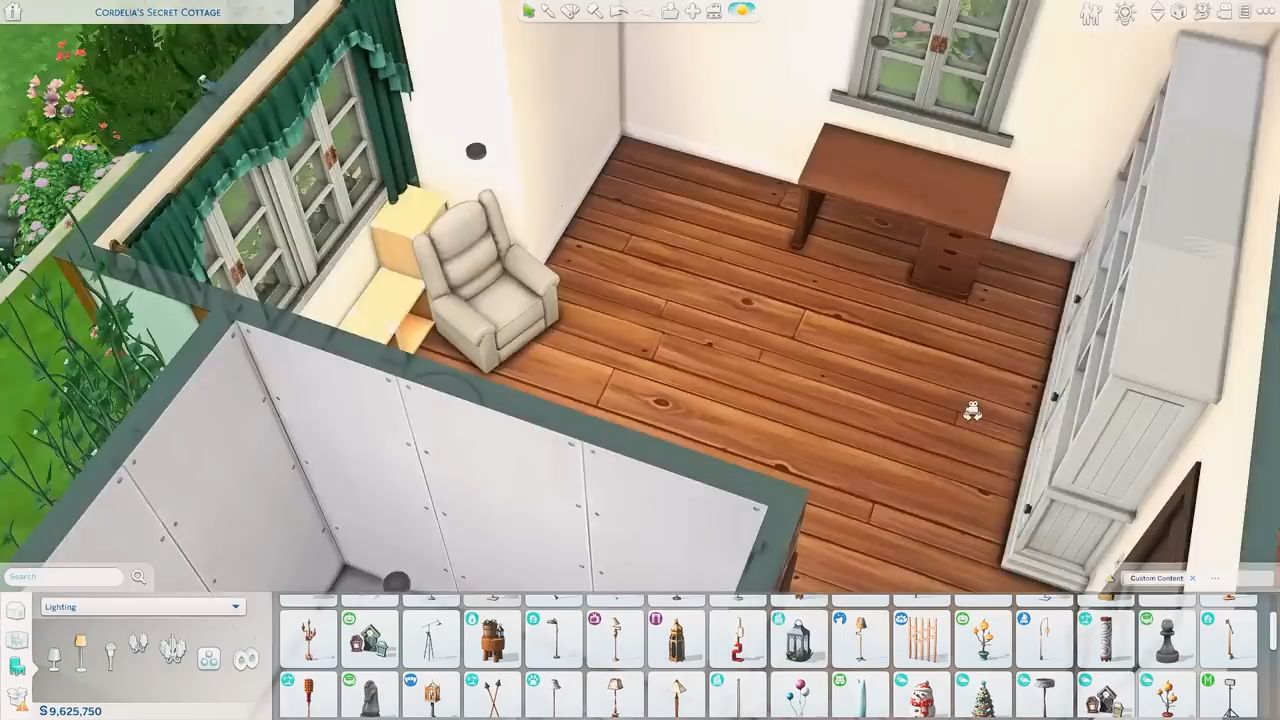 CORDELIA'S SECRET COTTAGE
Search
Custom Content
Lighting
§9,625,750